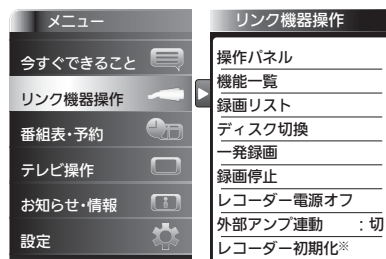 メニュー
今すぐできること
リンク機器操作
番組表・予約
テレビ操作
お知らせ・情報
設定
リンク機器操作
操作パネル
機能一覧
録画リスト
ディスク切換
一発録画
録画停止
レコーダー電源オフ
外部アンプ連動　：切
レコーダー初期化※